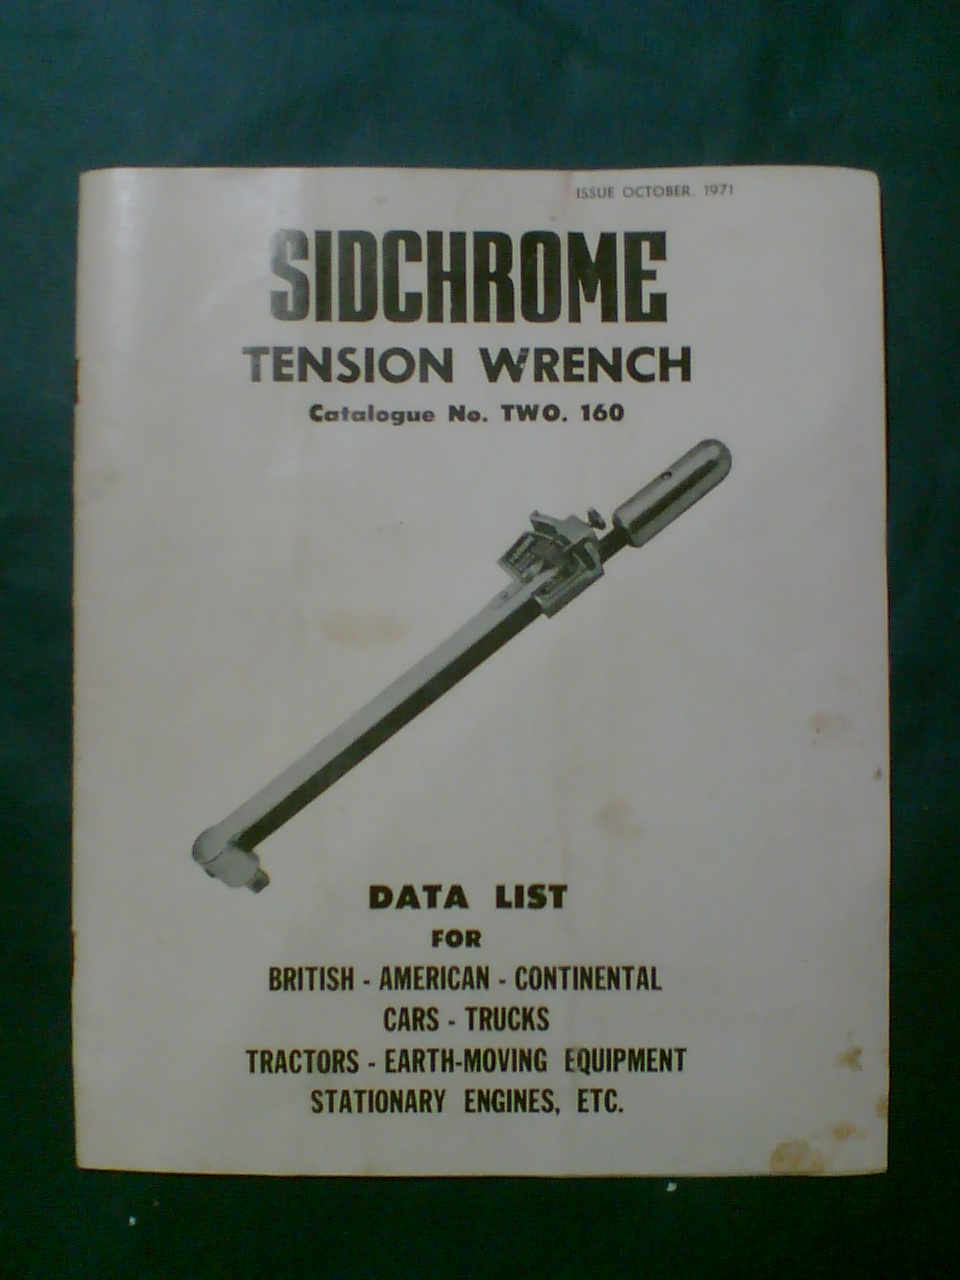 ISSUE OCTOBER, 1971
SIDCHROME
TENSION WRENCH
Catalogue No. TWO. 160
DATA LIST
FOR
BRITISH - AMERICAN - CONTINENTAL
CARS - TRUCKS
TRACTORS - EARTH-MOVING EQUIPMENT
STATIONARY ENGINES, ETC.